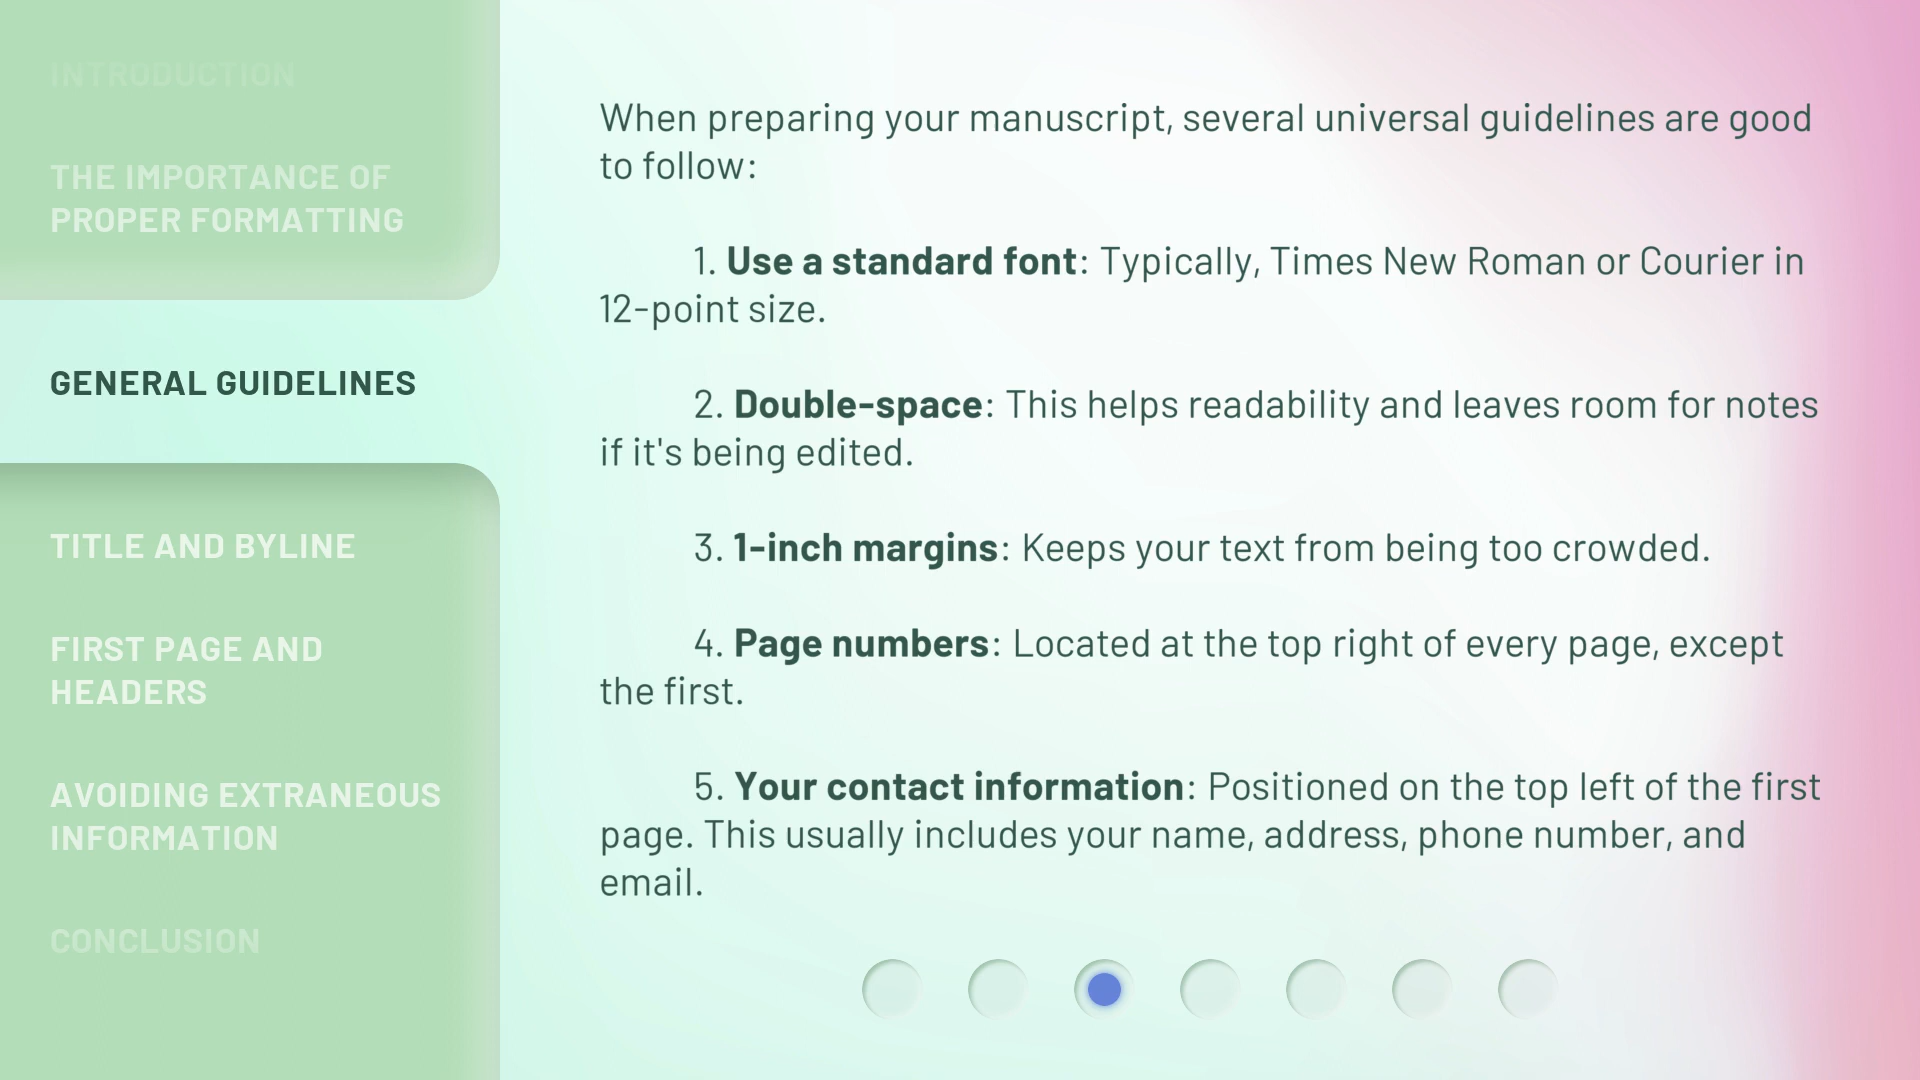 INTRODUCTION
THE IMPORTANCE OF
PROPER FORMATTING
GENERAL GUIDELINES
TITLE AND BYLINE
FIRST PAGE AND
HEADERS
AVOIDING EXTRANEOUS
INFORMATION
CONCLUSION
When preparing your manuscript, several universal guidelines are good
to follow:
1. Use a standard font: Typically, Times New Roman or Courier in
12-point size.
2. Double-space: This helps readability and leaves room for notes
if it's being edited.
3. 1-inch margins: Keeps your text from being too crowded.
4. Page numbers: Located at the top right of every page, except
the first.
5. Your contact information: Positioned on the top left of the first
page. This usually includes your name, address, phone number, and
email.